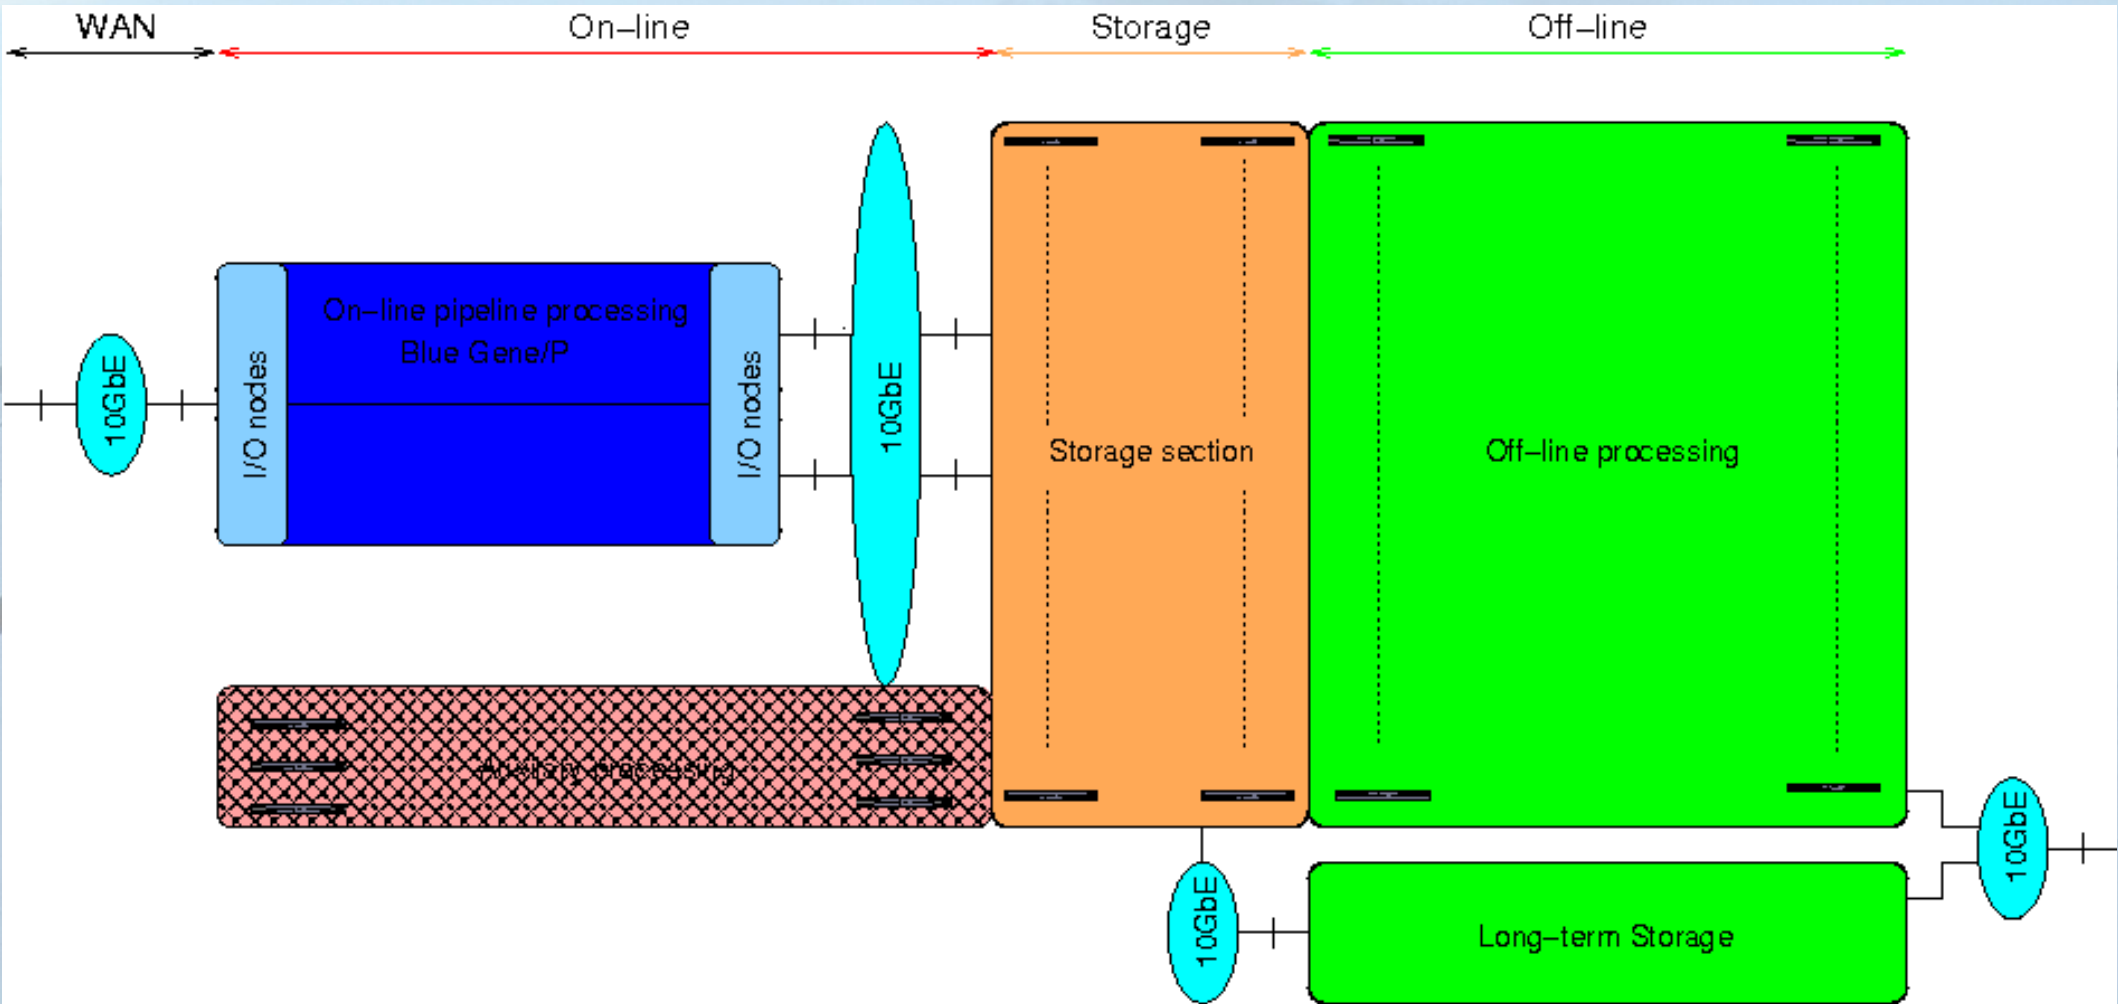 WAN
On-line
Storage
Off-line
On-line pipeline processing
Blue Gene/P
I/O nodes
I/O nodes
10GbE
10GbE
Storage section
Off-line processing
processing
10GbE
10GbE
Long-term Storage